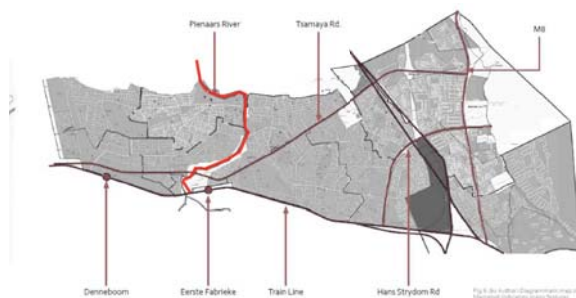 Pienaars River
Tsamaya Rd.
M8
Denneboom
Eerste Fabrieke
Train Line
Hans Strydom Rd